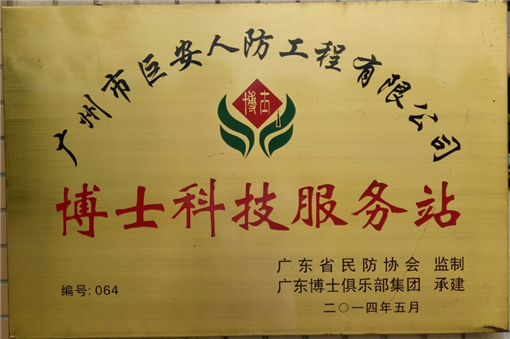 广州市巨安人防工程有限公司
博士
博士科技服务站
广东省民防协会 监制
广东博士俱乐部集团 承建
编号: 064
二〇一四年五月